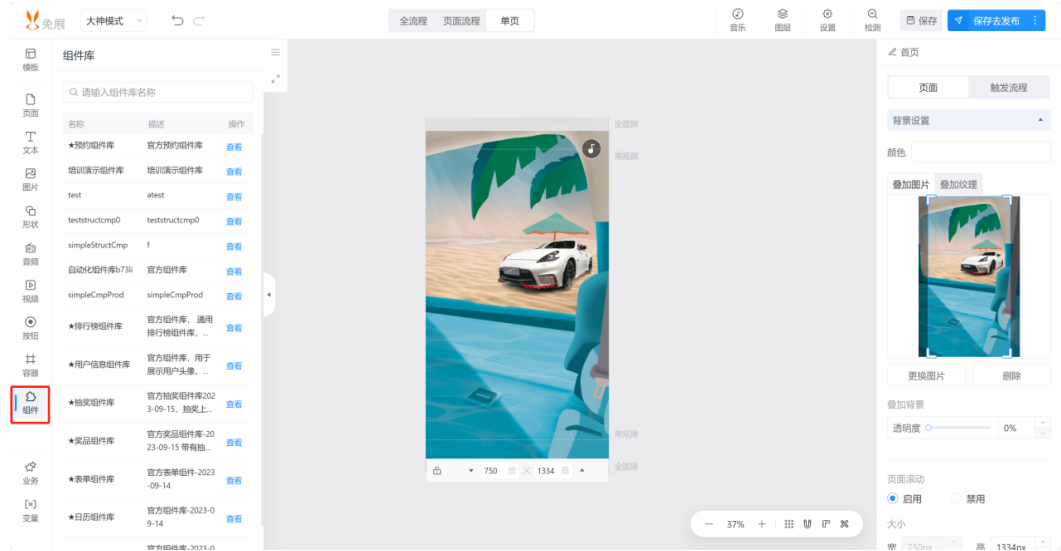 兔展
大神模式
全流程 页面流程 单页
音乐
图层
设置
检测
保存
保存去发布
模板
页面
文本
图片
形状
音频
视频
按钮
容器
组件
业务
变量
组件库
请输入组件库名称
名称 描述 操作
★预约组件库 官方预约组件库 查看
培训演示组件库 培训演示组件库 查看
test atest 查看
teststructcmp0 teststructcmp0 查看
simpleStructCmp f 查看
自动化组件库b73li 官方组件库 查看
simpleCmpProd simpleCmpProd 查看
★排行榜组件库 官方组件库， 通用
排行榜组件库， ... 查看
★用户信息组件库 官方组件库，用于
展示用户头像， ... 查看
★抽奖组件库 官方抽奖组件库202
3-09-15，抽奖上... 查看
★奖品组件库 官方奖品组件库-20
23-09-15 带有抽... 查看
★表单组件库 官方表单组件-2023
-09-14 查看
★日历组件库 官方组件库-2023-0
9-14 查看
官方组件库-2023-0
全面屏
常规屏
常规屏
全面屏
750 宽 1334 高
37%
首页
页面 触发流程
背景设置
颜色
叠加图片 叠加纹理
更换图片 删除
叠加背景
透明度 0%
页面滚动
启用 禁用
大小
宽 750px 高 1334px